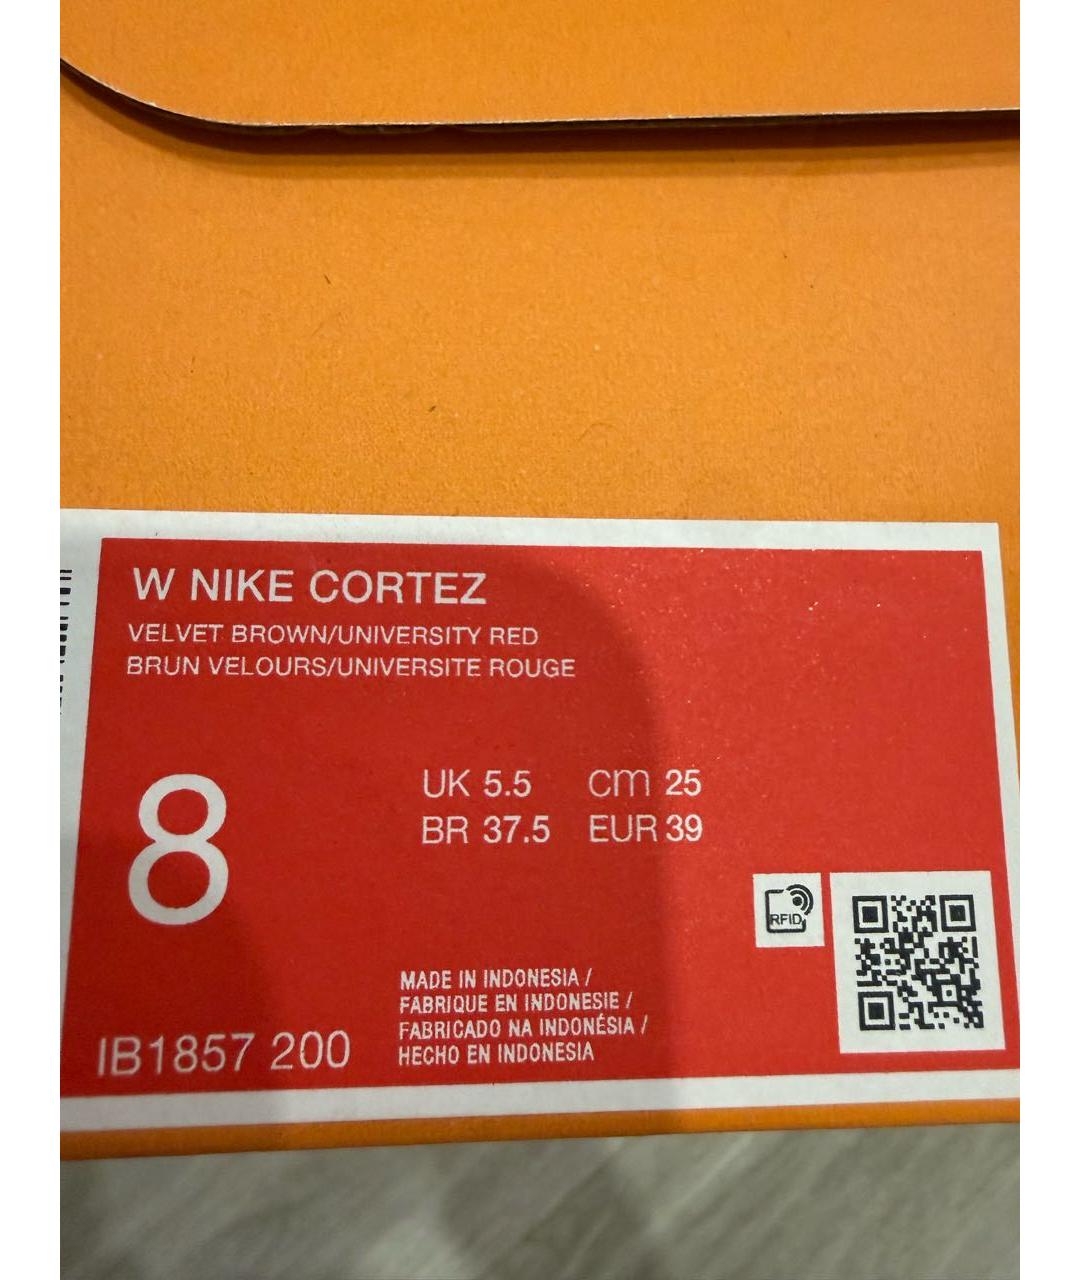 W NIKE CORTEZ
VELVET BROWN/UNIVERSITY RED
BRUN VELOURS/UNIVERSITE ROUGE
8
UK 5.5 cm 25
BR 37.5 EUR 39
RFID
MADE IN INDONESIA /
FABRIQUE EN INDONESIE /
FABRICADO NA INDONÉSIA /
HECHO EN INDONESIA
IB1857 200